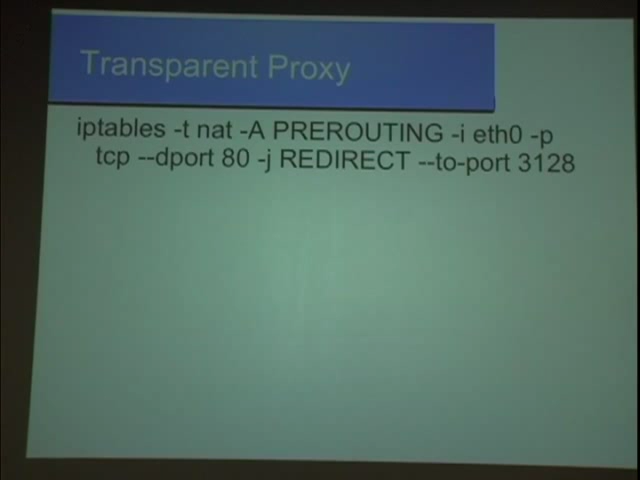 Transparent Proxy
iptables -t nat -A PREROUTING -i eth0 -p
tcp --dport 80 -j REDIRECT --to-port 3128